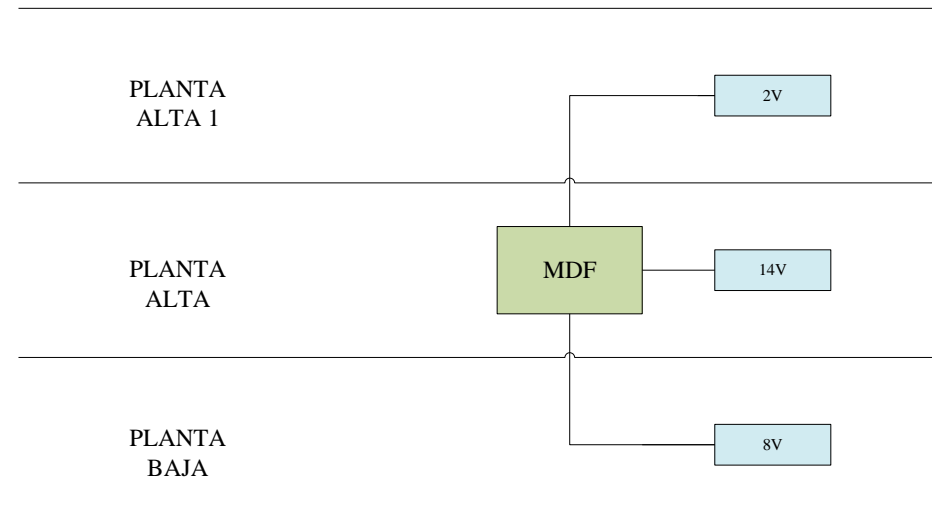 PLANTA
ALTA 1
2V
PLANTA
ALTA
MDF
14V
PLANTA
BAJA
8V